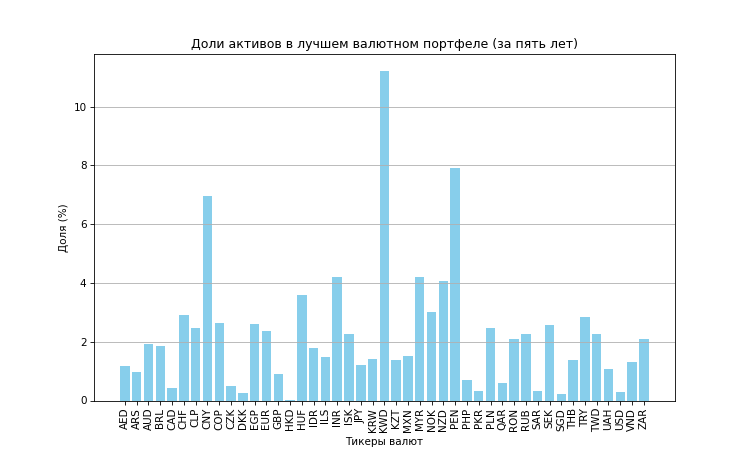 Доли активов в лучшем валютном портфеле (за пять лет)
Доля (%)
10
8
6
4
2
0
AED ARS AUD BRL CAD CHF CLP CNY COP CZK DKK EGP EUR GBP HKD HUF IDR ILS INR ISK JPY KRW KWD KZT MXN MYR NOK NZD PEN PHP PKR PLN QAR RON RUB SAR SEK SGD THB TRY TWD UAH USD VND ZAR
Тикеры валют